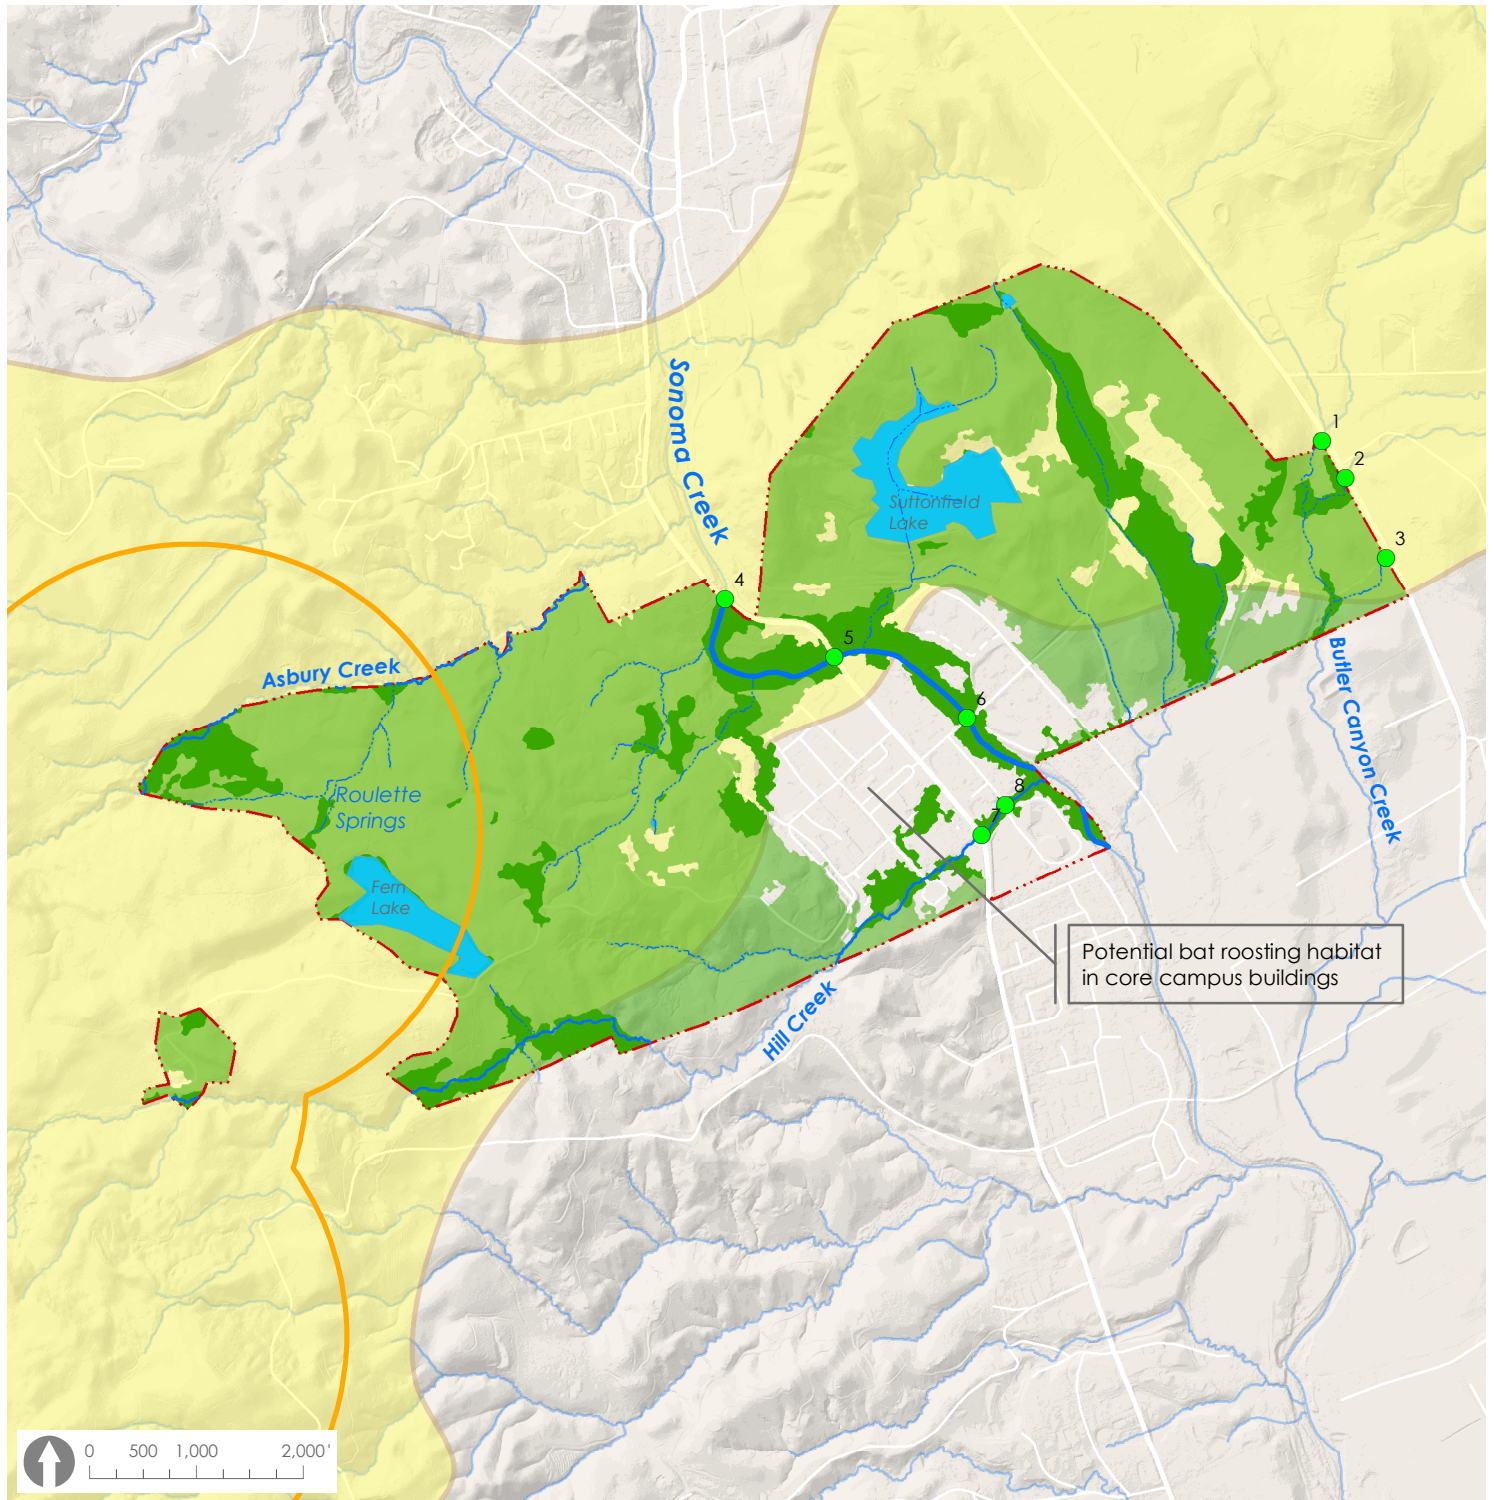 Sonoma Creek
1
2
Suttonfield
Lake
3
4
5
Butler Canyon Creek
Asbury Creek
6
Roulette
Springs
8
7
Fern
Lake
Potential bat roosting habitat
in core campus buildings
Hill Creek
0 500 1,000 2,000'